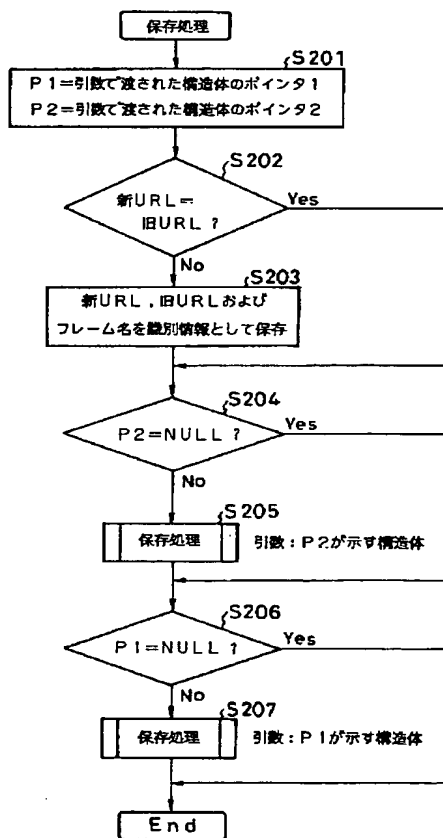 保存処理
S201
P1=引数で渡された構造体のポインタ1
P2=引数で渡された構造体のポインタ2
S202
新URL=
旧URL?
Yes
No
S203
新URL,旧URLおよび
フレーム名を識別情報として保存
S204
P2=NULL?
Yes
No
S205
保存処理
引数:P2が示す構造体
S206
P1=NULL?
Yes
No
S207
保存処理
引数:P1が示す構造体
End